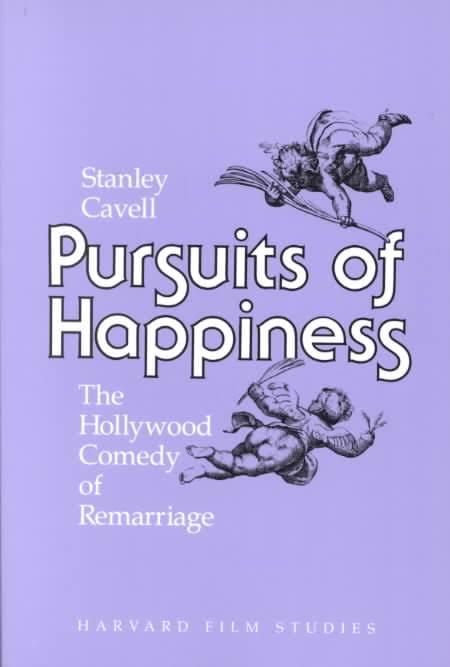 Stanley
Cavell
Pursuits of
Happiness
The
Hollywood
Comedy
of
Remarriage
HARVARD FILM STUDIES